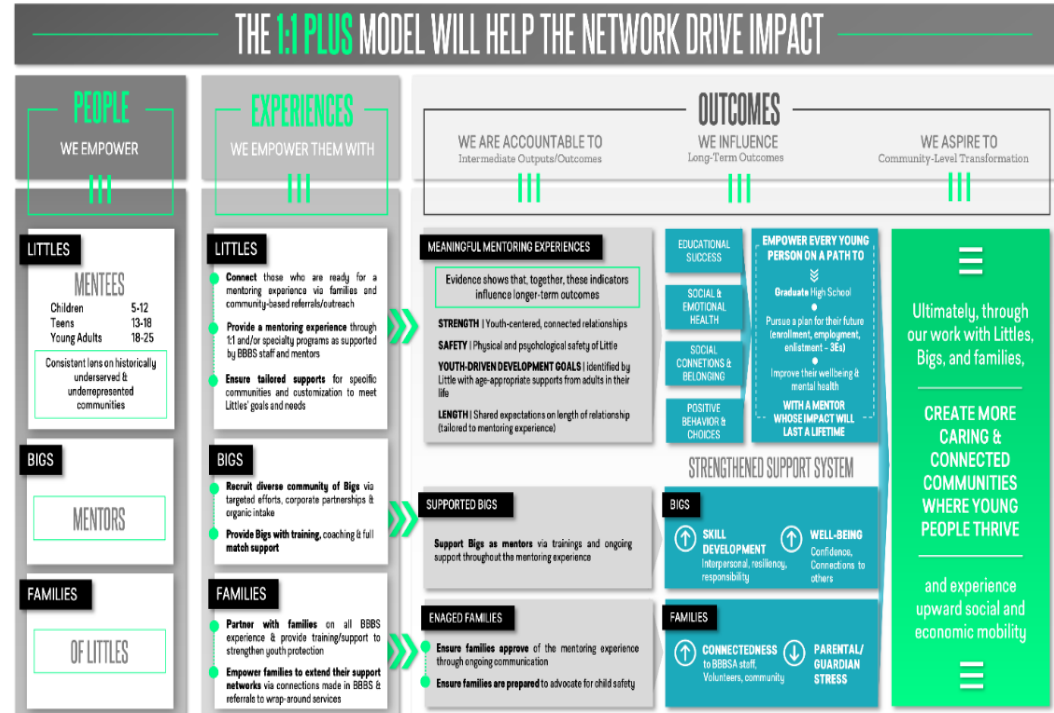 THE 1:1 PLUS MODEL WILL HELP THE NETWORK DRIVE IMPACT
PEOPLE
WE EMPOWER
EXPERIENCES
WE EMPOWER THEM WITH
OUTCOMES
WE ARE ACCOUNTABLE TO
Intermediate Outputs/Outcomes
WE INFLUENCE
Long-Term Outcomes
WE ASPIRE TO
Community-Level Transformation
LITTLES
MENTEES
Children 5-12
Teens 13-18
Young Adults 18-25
Consistent lens on historically
underserved &
underrepresented
communities
LITTLES
Connect those who are ready for a
mentoring experience via families and
community-based referrals/outreach
Provide a mentoring experience through
1:1 and/or specialty programs as supported
by BBBS staff and mentors
Ensure tailored supports for specific
communities and customization to meet
Littles' goals and needs
MEANINGFUL MENTORING EXPERIENCES
Evidence shows that, together, these indicators
influence longer-term outcomes
STRENGTH | Youth-centered, connected relationships
SAFETY | Physical and psychological safety of Little
YOUTH-DRIVEN DEVELOPMENT GOALS | identified by
Little with age-appropriate supports from adults in their
life
LENGTH | Shared expectations on length of relationship
(tailored to mentoring experience)
EDUCATIONAL
SUCCESS
SOCIAL &
EMOTIONAL
HEALTH
SOCIAL
CONNETIONS &
BELONGING
POSITIVE
BEHAVIOR &
CHOICES
EMPOWER EVERY YOUNG
PERSON ON A PATH TO
Graduate High School
Pursue a plan for their future
(enrollment, employment,
enlistment – 3Es)
Improve their wellbeing &
mental health
WITH A MENTOR
WHOSE IMPACT WILL
LAST A LIFETIME
BIGS
MENTORS
BIGS
Recruit diverse community of Bigs via
targeted efforts, corporate partnerships &
organic intake
Provide Bigs with training, coaching & full
match support
SUPPORTED BIGS
Support Bigs as mentors via trainings and ongoing
support throughout the mentoring experience
STRENGTHENED SUPPORT SYSTEM
BIGS
SKILL
DEVELOPMENT
Interpersonal, resiliency,
responsibility
WELL-BEING
Confidence,
Connections to
others
FAMILIES
OF LITTLES
FAMILIES
Partner with families on all BBBS
experience & provide training/support to
strengthen youth protection
Empower families to extend their support
networks via connections made in BBBS &
referrals to wrap-around services
ENAGED FAMILIES
Ensure families approve of the mentoring experience
through ongoing communication
Ensure families are prepared to advocate for child safety
FAMILIES
CONNECTEDNESS
to BBBSA staff,
Volunteers, community
PARENTAL/
GUARDIAN
STRESS
Ultimately, through
our work with Littles,
Bigs, and families,
CREATE MORE
CARING &
CONNECTED
COMMUNITIES
WHERE YOUNG
PEOPLE THRIVE
and experience
upward social and
economic mobility